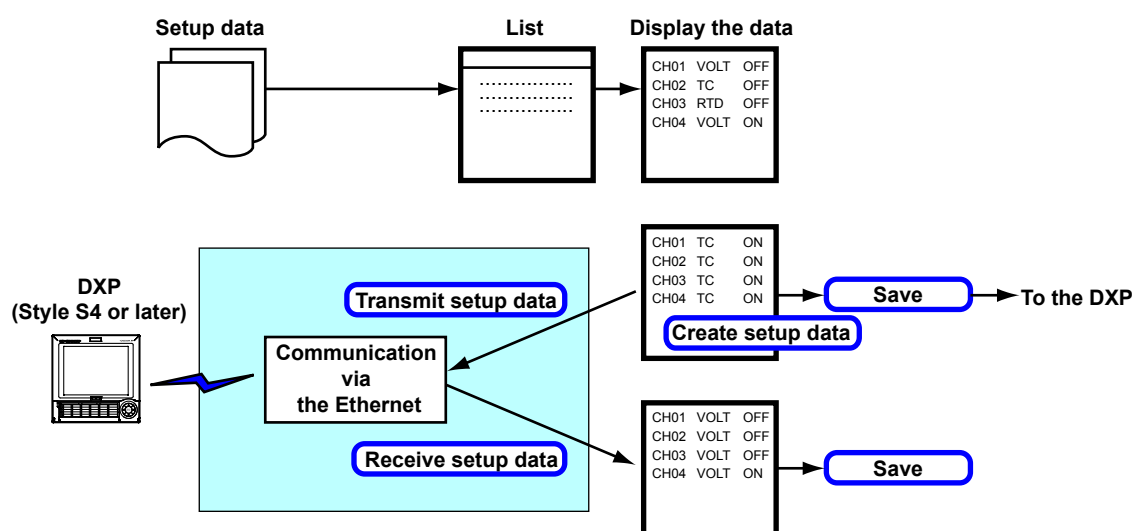 Setup data
List
Display the data
CH01 VOLT OFF
CH02 TC OFF
CH03 RTD OFF
CH04 VOLT ON
DXP
(Style S4 or later)
Communication
via
the Ethernet
Transmit setup data
Receive setup data
CH01 TC ON
CH02 TC ON
CH03 TC ON
CH04 TC ON
Create setup data
Save
To the DXP
CH01 VOLT OFF
CH02 VOLT OFF
CH03 VOLT OFF
CH04 VOLT ON
Save